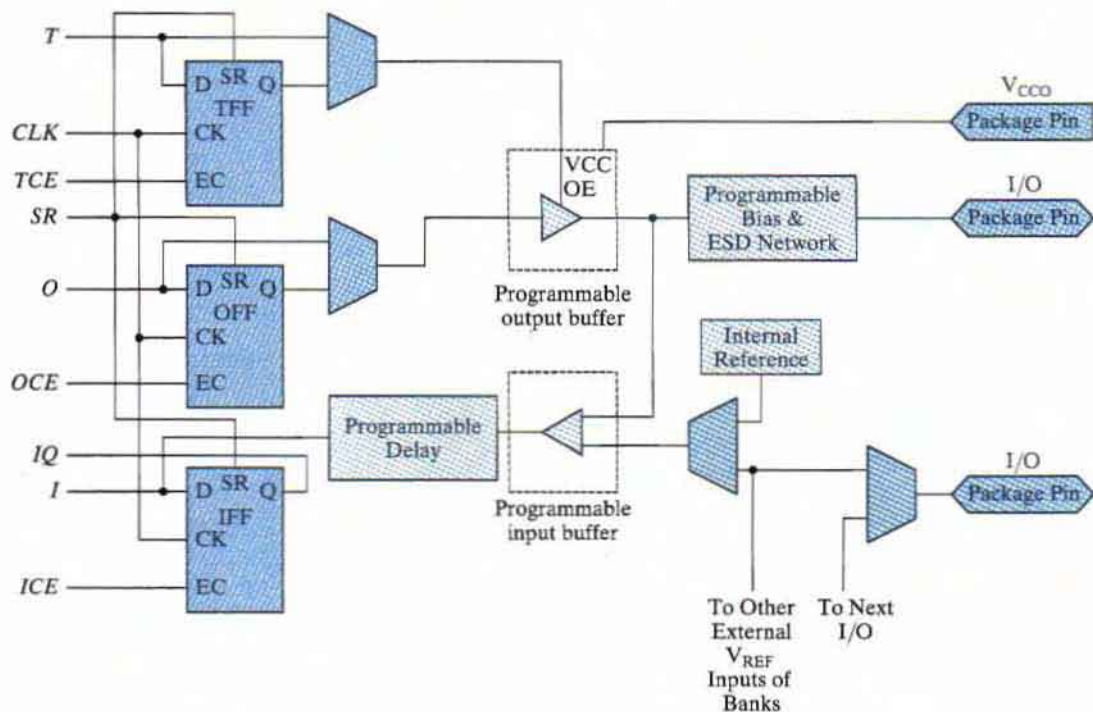 T
SR
D
Q
TFF
CLK
CK
TCE
EC
SR
VCC
OE
V_CCO
Package Pin
Programmable
Bias &
ESD Network
I/O
Package Pin
O
SR
D
Q
OFF
CK
OCE
EC
Programmable
output buffer
Internal
Reference
Programmable
Delay
Programmable
input buffer
IQ
I
SR
D
Q
IFF
CK
ICE
EC
I/O
Package Pin
To Other
External
V_REF
Inputs of
Banks
To Next
I/O